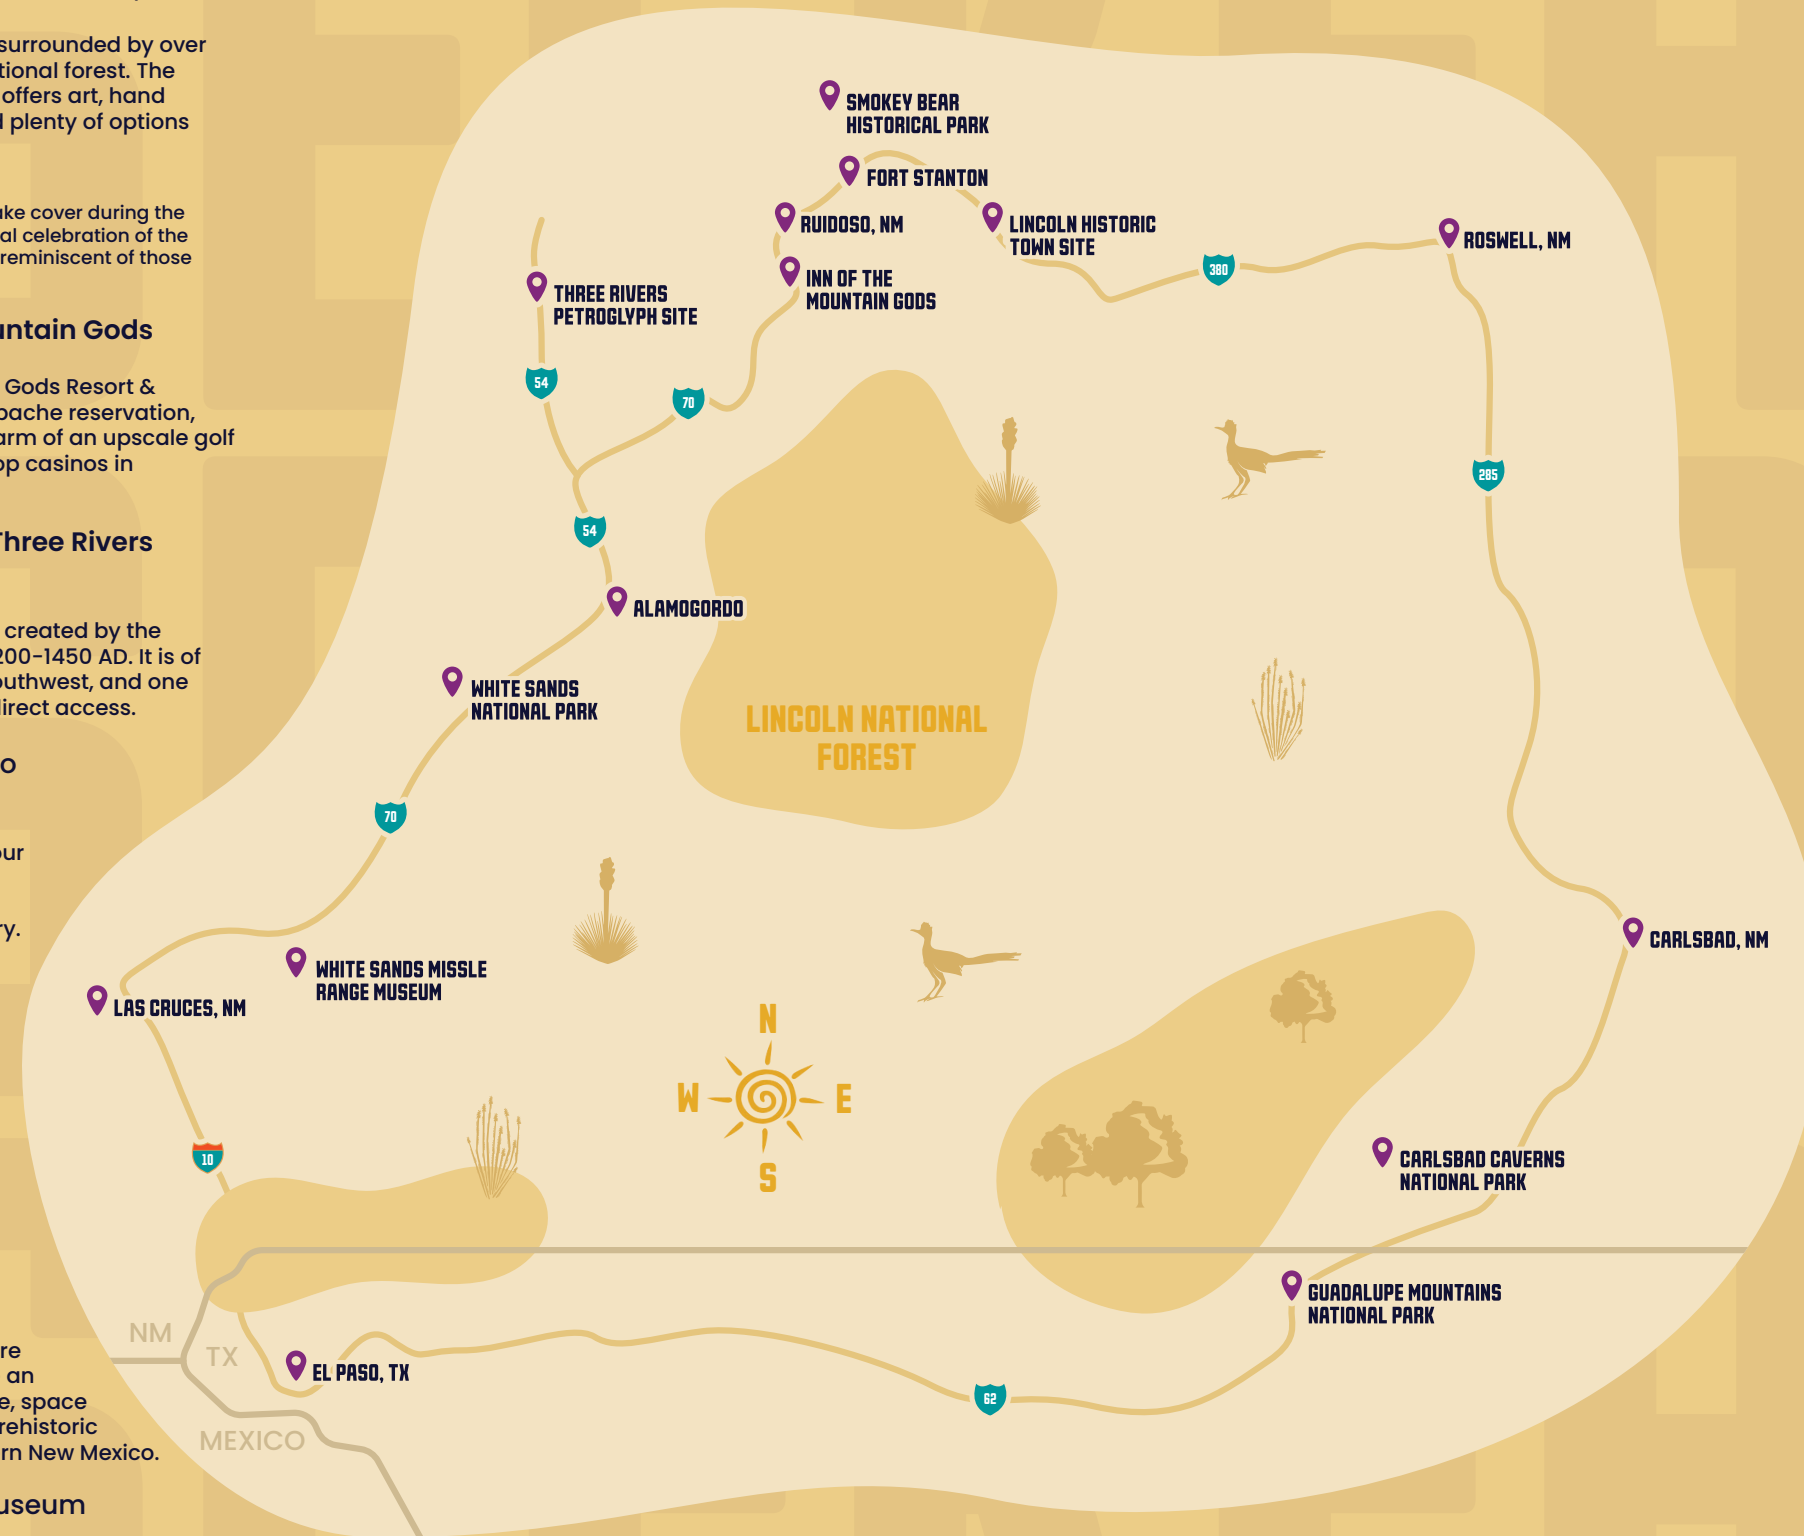 surrounded by over
tional forest. The
offers art, hand
plenty of options
ake cover during the
al celebration of the
reminiscent of those
untain Gods
Gods Resort &
pache reservation,
arm of an upscale golf
op casinos in
Three Rivers
created by the
200-1450 AD. It is of
outhwest, and one
direct access.
o
our
ry.
re
an
e, space
rehistoric
rn New Mexico.
useum
SMOKEY BEAR
HISTORICAL PARK
FORT STANTON
RUIDOSO, NM
LINCOLN HISTORIC
TOWN SITE
ROSWELL, NM
380
INN OF THE
MOUNTAIN GODS
THREE RIVERS
PETROGLYPH SITE
54
70
285
54
ALAMOGORDO
WHITE SANDS
NATIONAL PARK
LINCOLN NATIONAL
FOREST
70
CARLSBAD, NM
WHITE SANDS MISSLE
RANGE MUSEUM
LAS CRUCES, NM
N
W
E
S
10
CARLSBAD CAVERNS
NATIONAL PARK
GUADALUPE MOUNTAINS
NATIONAL PARK
NM
TX
EL PASO, TX
62
MEXICO